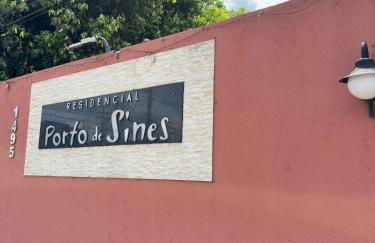 1495
RESIDENCIAL
Porto de Sines